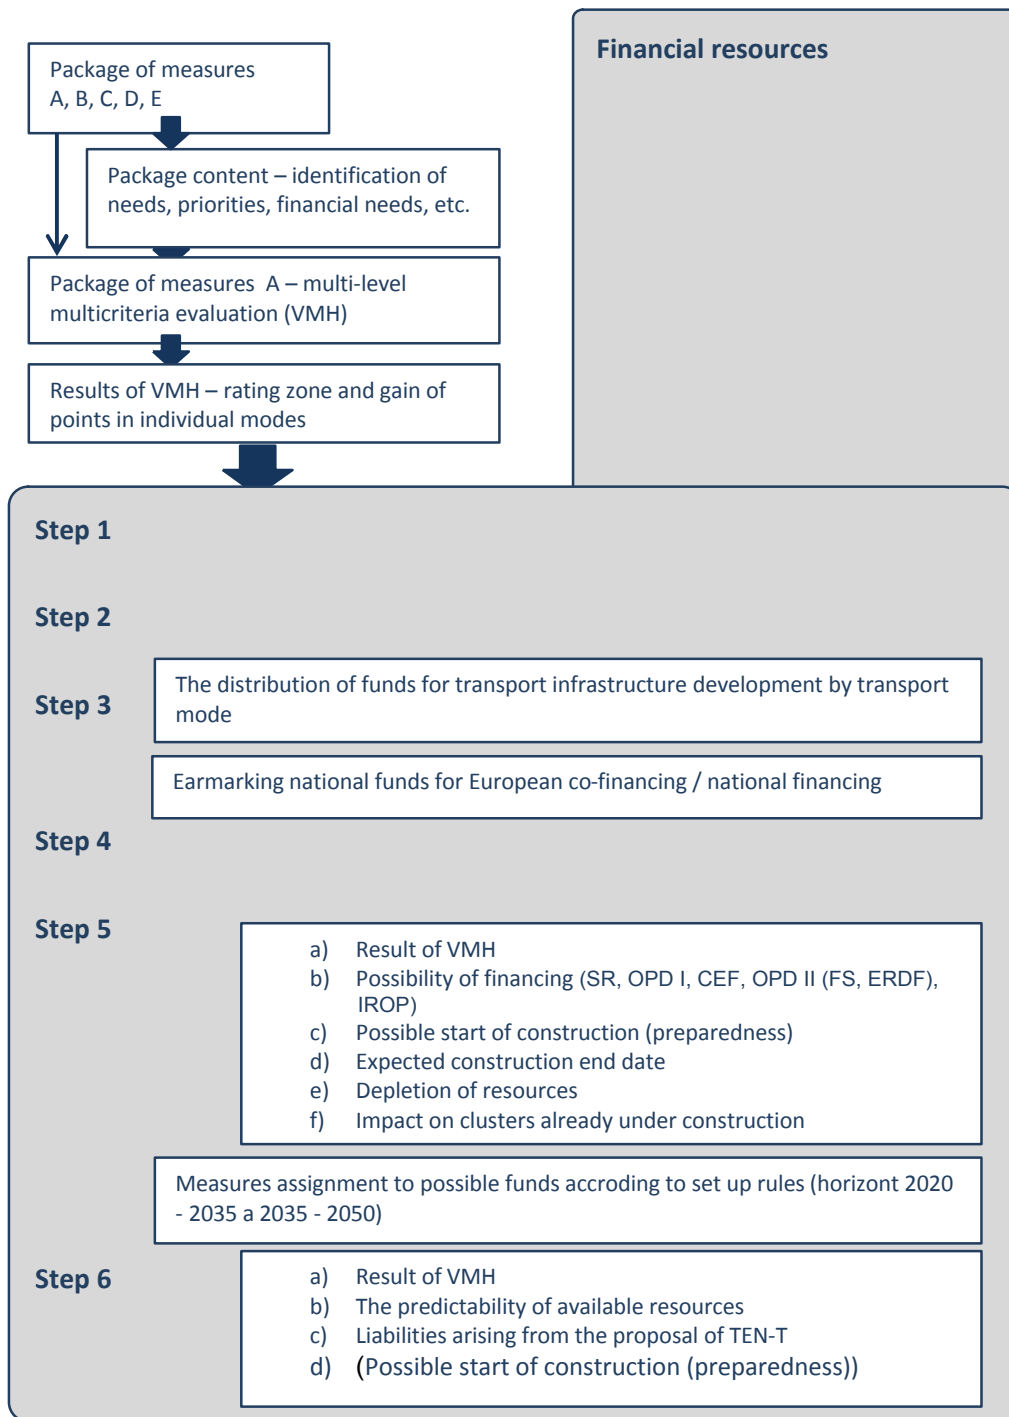 Financial resources
Package of measures
A, B, C, D, E
Package content – identification of
needs, priorities, financial needs, etc.
Package of measures  A – multi-level
multicriteria evaluation (VMH)
Results of VMH – rating zone and gain of
points in individual modes
Step 1
Step 2
Step 3
The distribution of funds for transport infrastructure development by transport
mode
Earmarking national funds for European co-financing / national financing
Step 4
Step 5
a) Result of VMH
b) Possibility of financing (SR, OPD I, CEF, OPD II (FS, ERDF),
IROP)
c) Possible start of construction (preparedness)
d) Expected construction end date
e) Depletion of resources
f) Impact on clusters already under construction
Measures assignment to possible funds accroding to set up rules (horizont 2020
- 2035 a 2035 - 2050)
Step 6
a) Result of VMH
b) The predictability of available resources
c) Liabilities arising from the proposal of TEN-T
d) (Possible start of construction (preparedness))